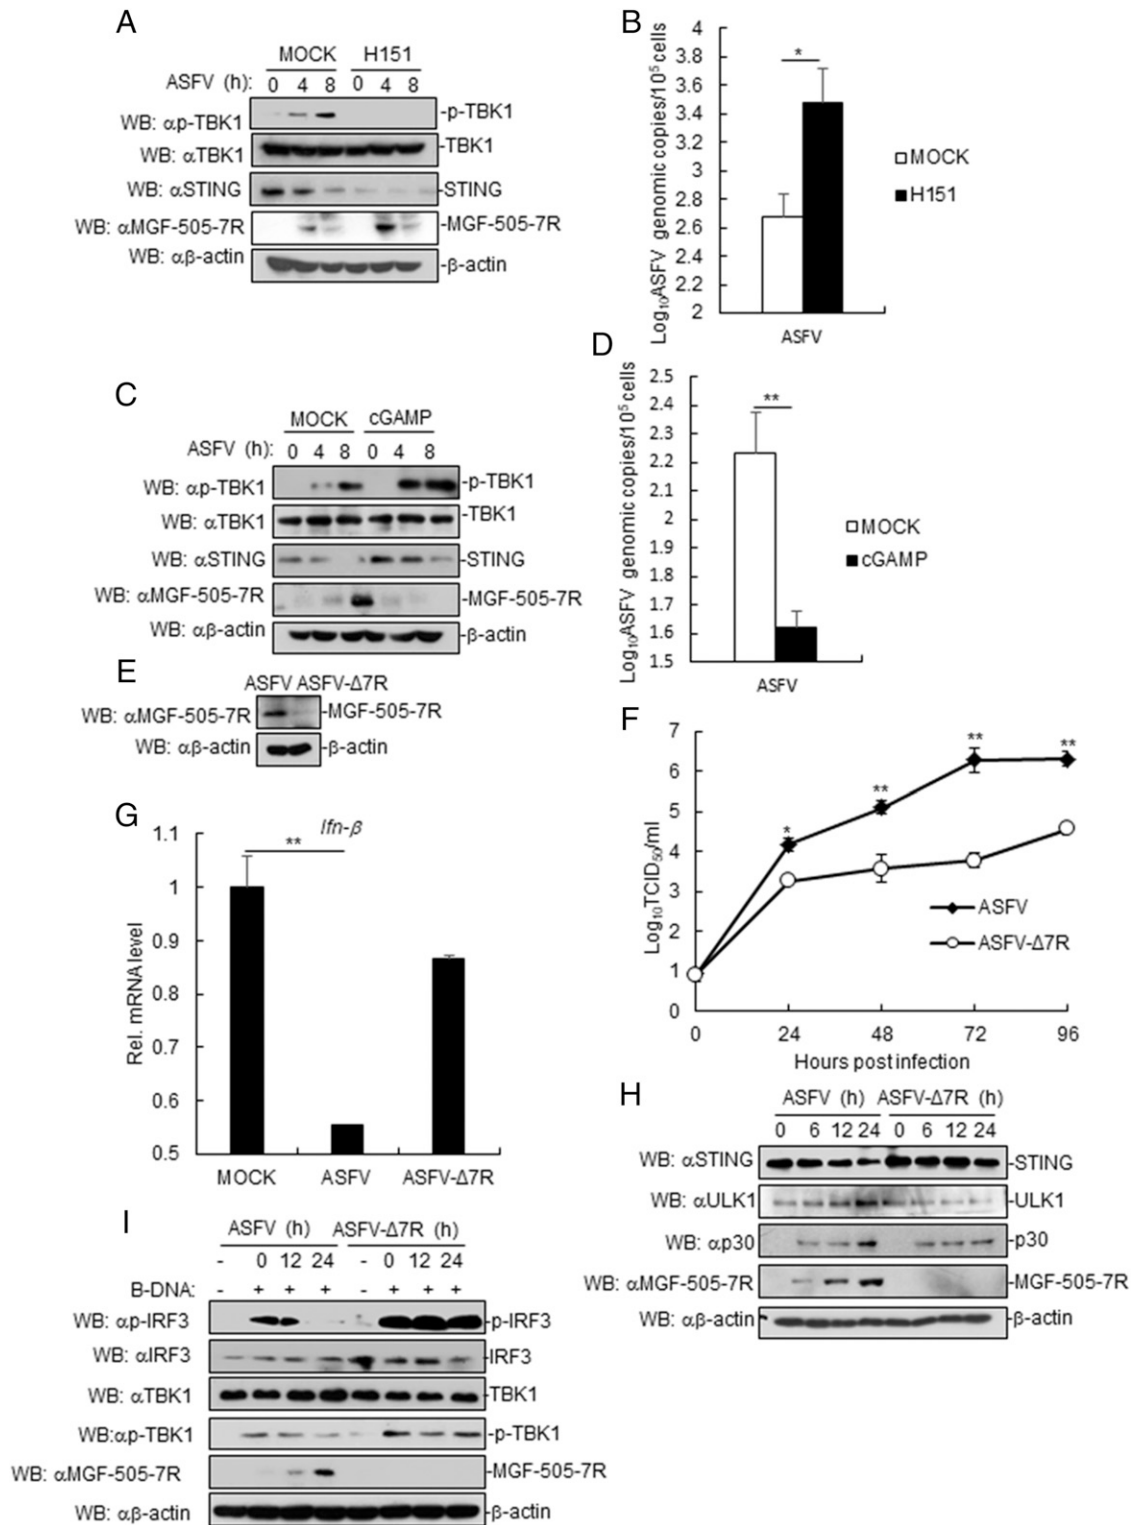 A
MOCK H151
ASFV (h): 0 4 8 0 4 8
WB: αp-TBK1 -p-TBK1
WB: αTBK1 -TBK1
WB: αSTING -STING
WB: αMGF-505-7R -MGF-505-7R
WB: αβ-actin -β-actin
B
Log10ASFV genomic copies/10^5 cells
4
3.8
3.6
3.4
3.2
3
2.8
2.6
2.4
2.2
2
*
MOCK
H151
ASFV
C
MOCK cGAMP
ASFV (h): 0 4 8 0 4 8
WB: αp-TBK1 -p-TBK1
WB: αTBK1 -TBK1
WB: αSTING -STING
WB: αMGF-505-7R -MGF-505-7R
WB: αβ-actin -β-actin
D
Log10ASFV genomic copies/10^5 cells
2.5
2.4
2.3
2.2
2.1
2
1.9
1.8
1.7
1.6
1.5
**
MOCK
cGAMP
ASFV
E
ASFV ASFV-Δ7R
WB: αMGF-505-7R -MGF-505-7R
WB: αβ-actin -β-actin
F
Log10TCID50/ml
7
6
5
4
3
2
1
0
* ** ** **
ASFV
ASFV-Δ7R
0 24 48 72 96
Hours post infection
G
Ifn-β
**
Rel. mRNA level
1.1
1
0.9
0.8
0.7
0.6
0.5
MOCK ASFV ASFV-Δ7R
H
ASFV (h) ASFV-Δ7R (h)
0 6 12 24 0 6 12 24
WB: αSTING -STING
WB: αULK1 -ULK1
WB: αp30 -p30
WB: αMGF-505-7R -MGF-505-7R
WB: αβ-actin -β-actin
I
ASFV (h) ASFV-Δ7R (h)
- 0 12 24 - 0 12 24
B-DNA: - + + + - + + +
WB: αp-IRF3 -p-IRF3
WB: αIRF3 -IRF3
WB: αTBK1 -TBK1
WB:αp-TBK1 -p-TBK1
WB: αMGF-505-7R -MGF-505-7R
WB: αβ-actin -β-actin